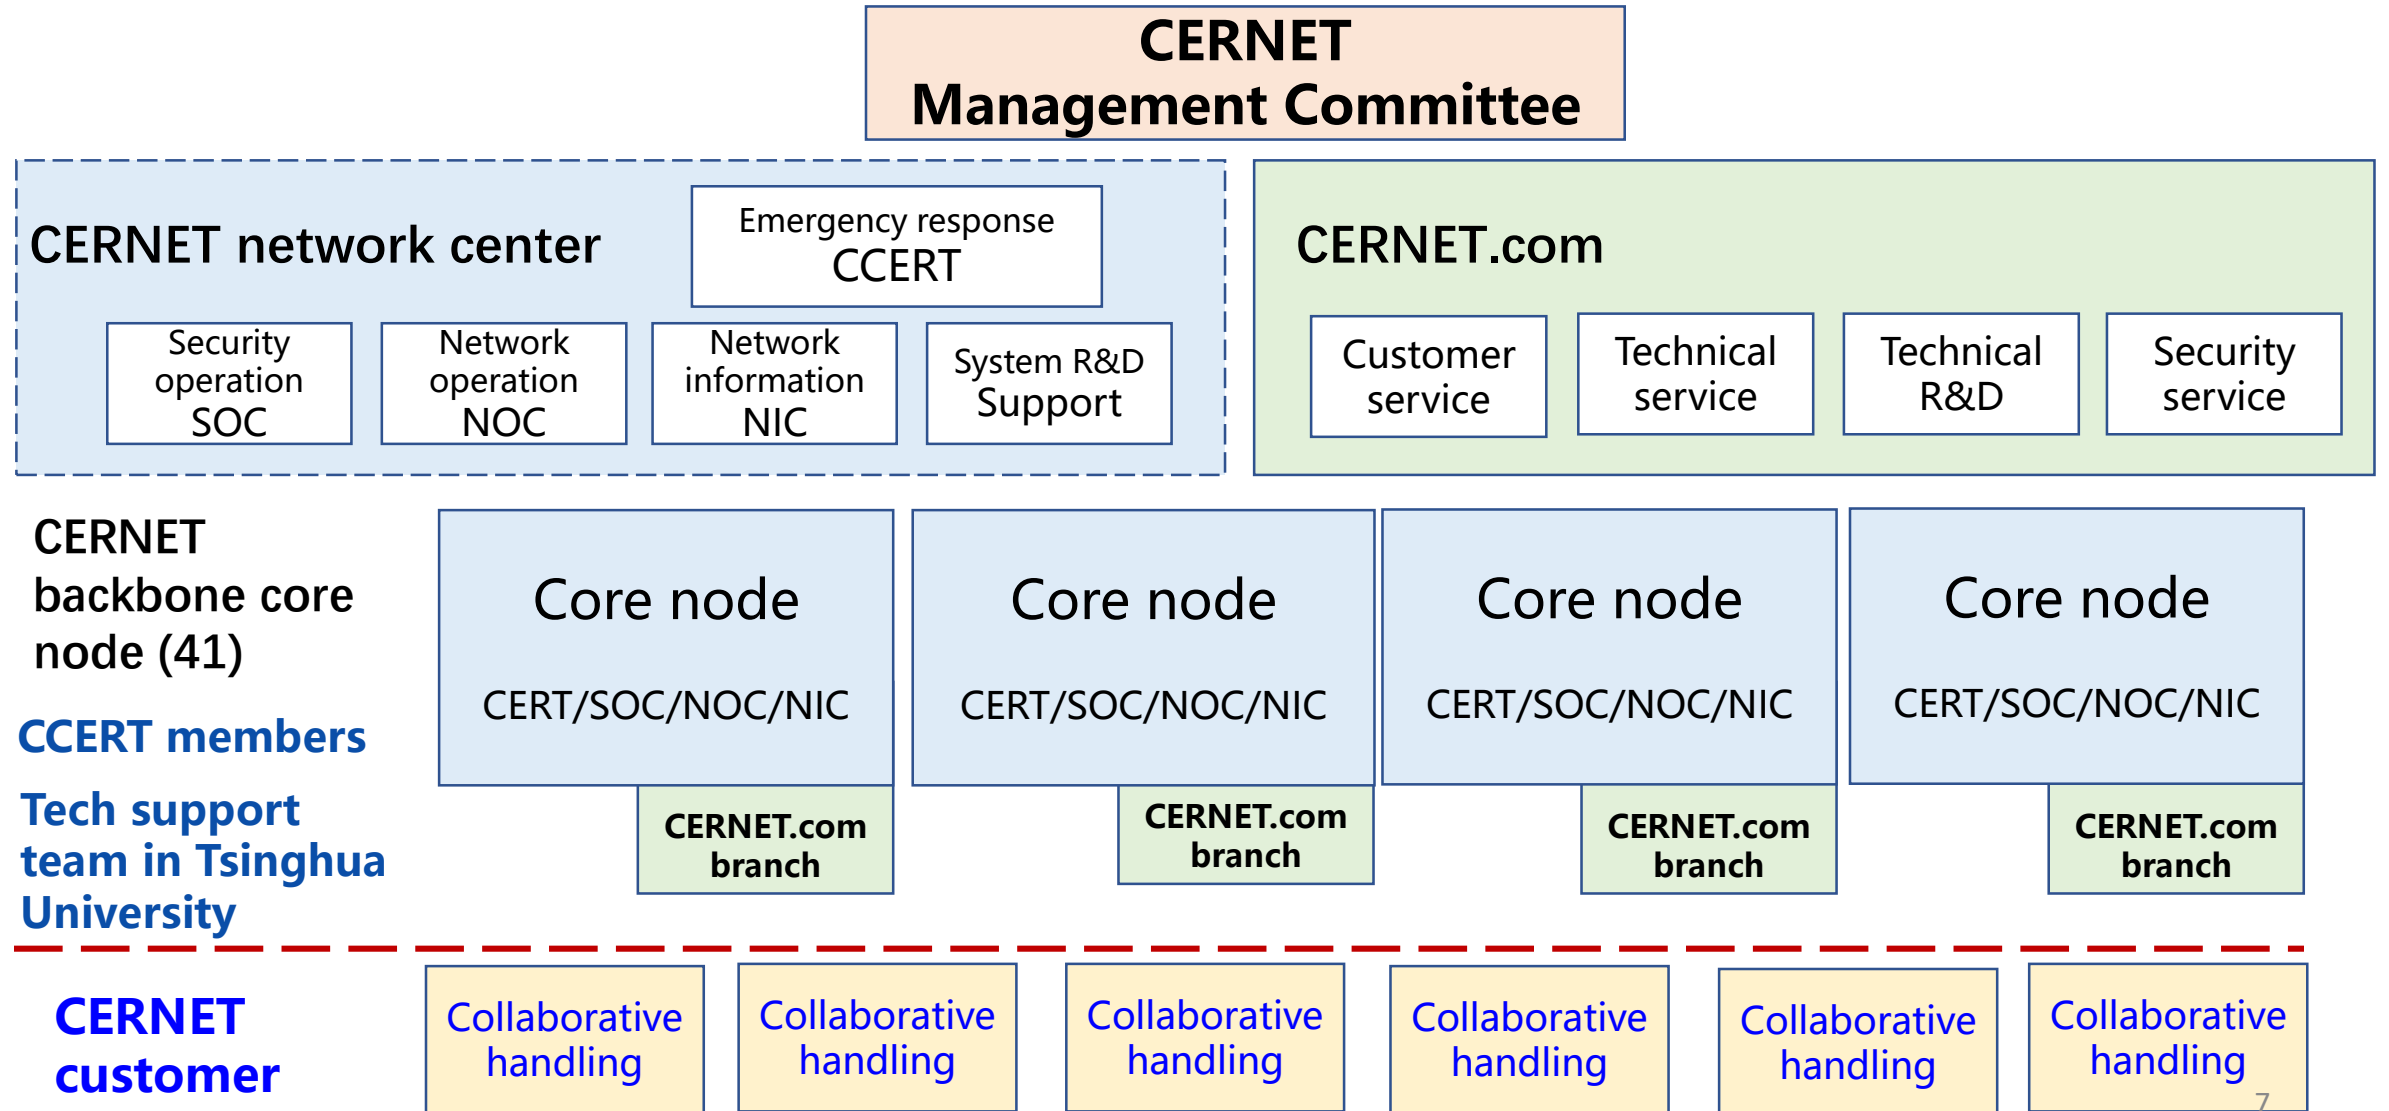 CERNET
Management Committee
CERNET network center
Emergency response
CCERT
Security
operation
SOC
Network
operation
NOC
Network
information
NIC
System R&D
Support
CERNET.com
Customer
service
Technical
service
Technical
R&D
Security
service
CERNET
backbone core
node (41)
CCERT members
Tech support
team in Tsinghua
University
Core node
CERT/SOC/NOC/NIC
CERNET.com
branch
Core node
CERT/SOC/NOC/NIC
CERNET.com
branch
Core node
CERT/SOC/NOC/NIC
CERNET.com
branch
Core node
CERT/SOC/NOC/NIC
CERNET.com
branch
CERNET
customer
Collaborative
handling
Collaborative
handling
Collaborative
handling
Collaborative
handling
Collaborative
handling
Collaborative
handling
7